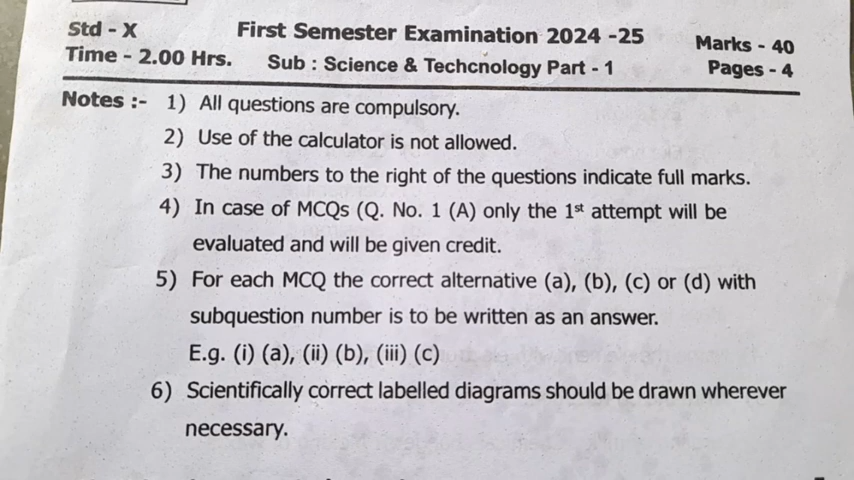 Std - X First Semester Examination 2024 -25 Marks - 40
Time - 2.00 Hrs. Sub : Science & Techcnology Part - 1 Pages - 4
Notes :- 1) All questions are compulsory.
2) Use of the calculator is not allowed.
3) The numbers to the right of the questions indicate full marks.
4) In case of MCQs (Q. No. 1 (A) only the 1st attempt will be
evaluated and will be given credit.
5) For each MCQ the correct alternative (a), (b), (c) or (d) with
subquestion number is to be written as an answer.
E.g. (i) (a), (ii) (b), (iii) (c)
6) Scientifically correct labelled diagrams should be drawn wherever
necessary.